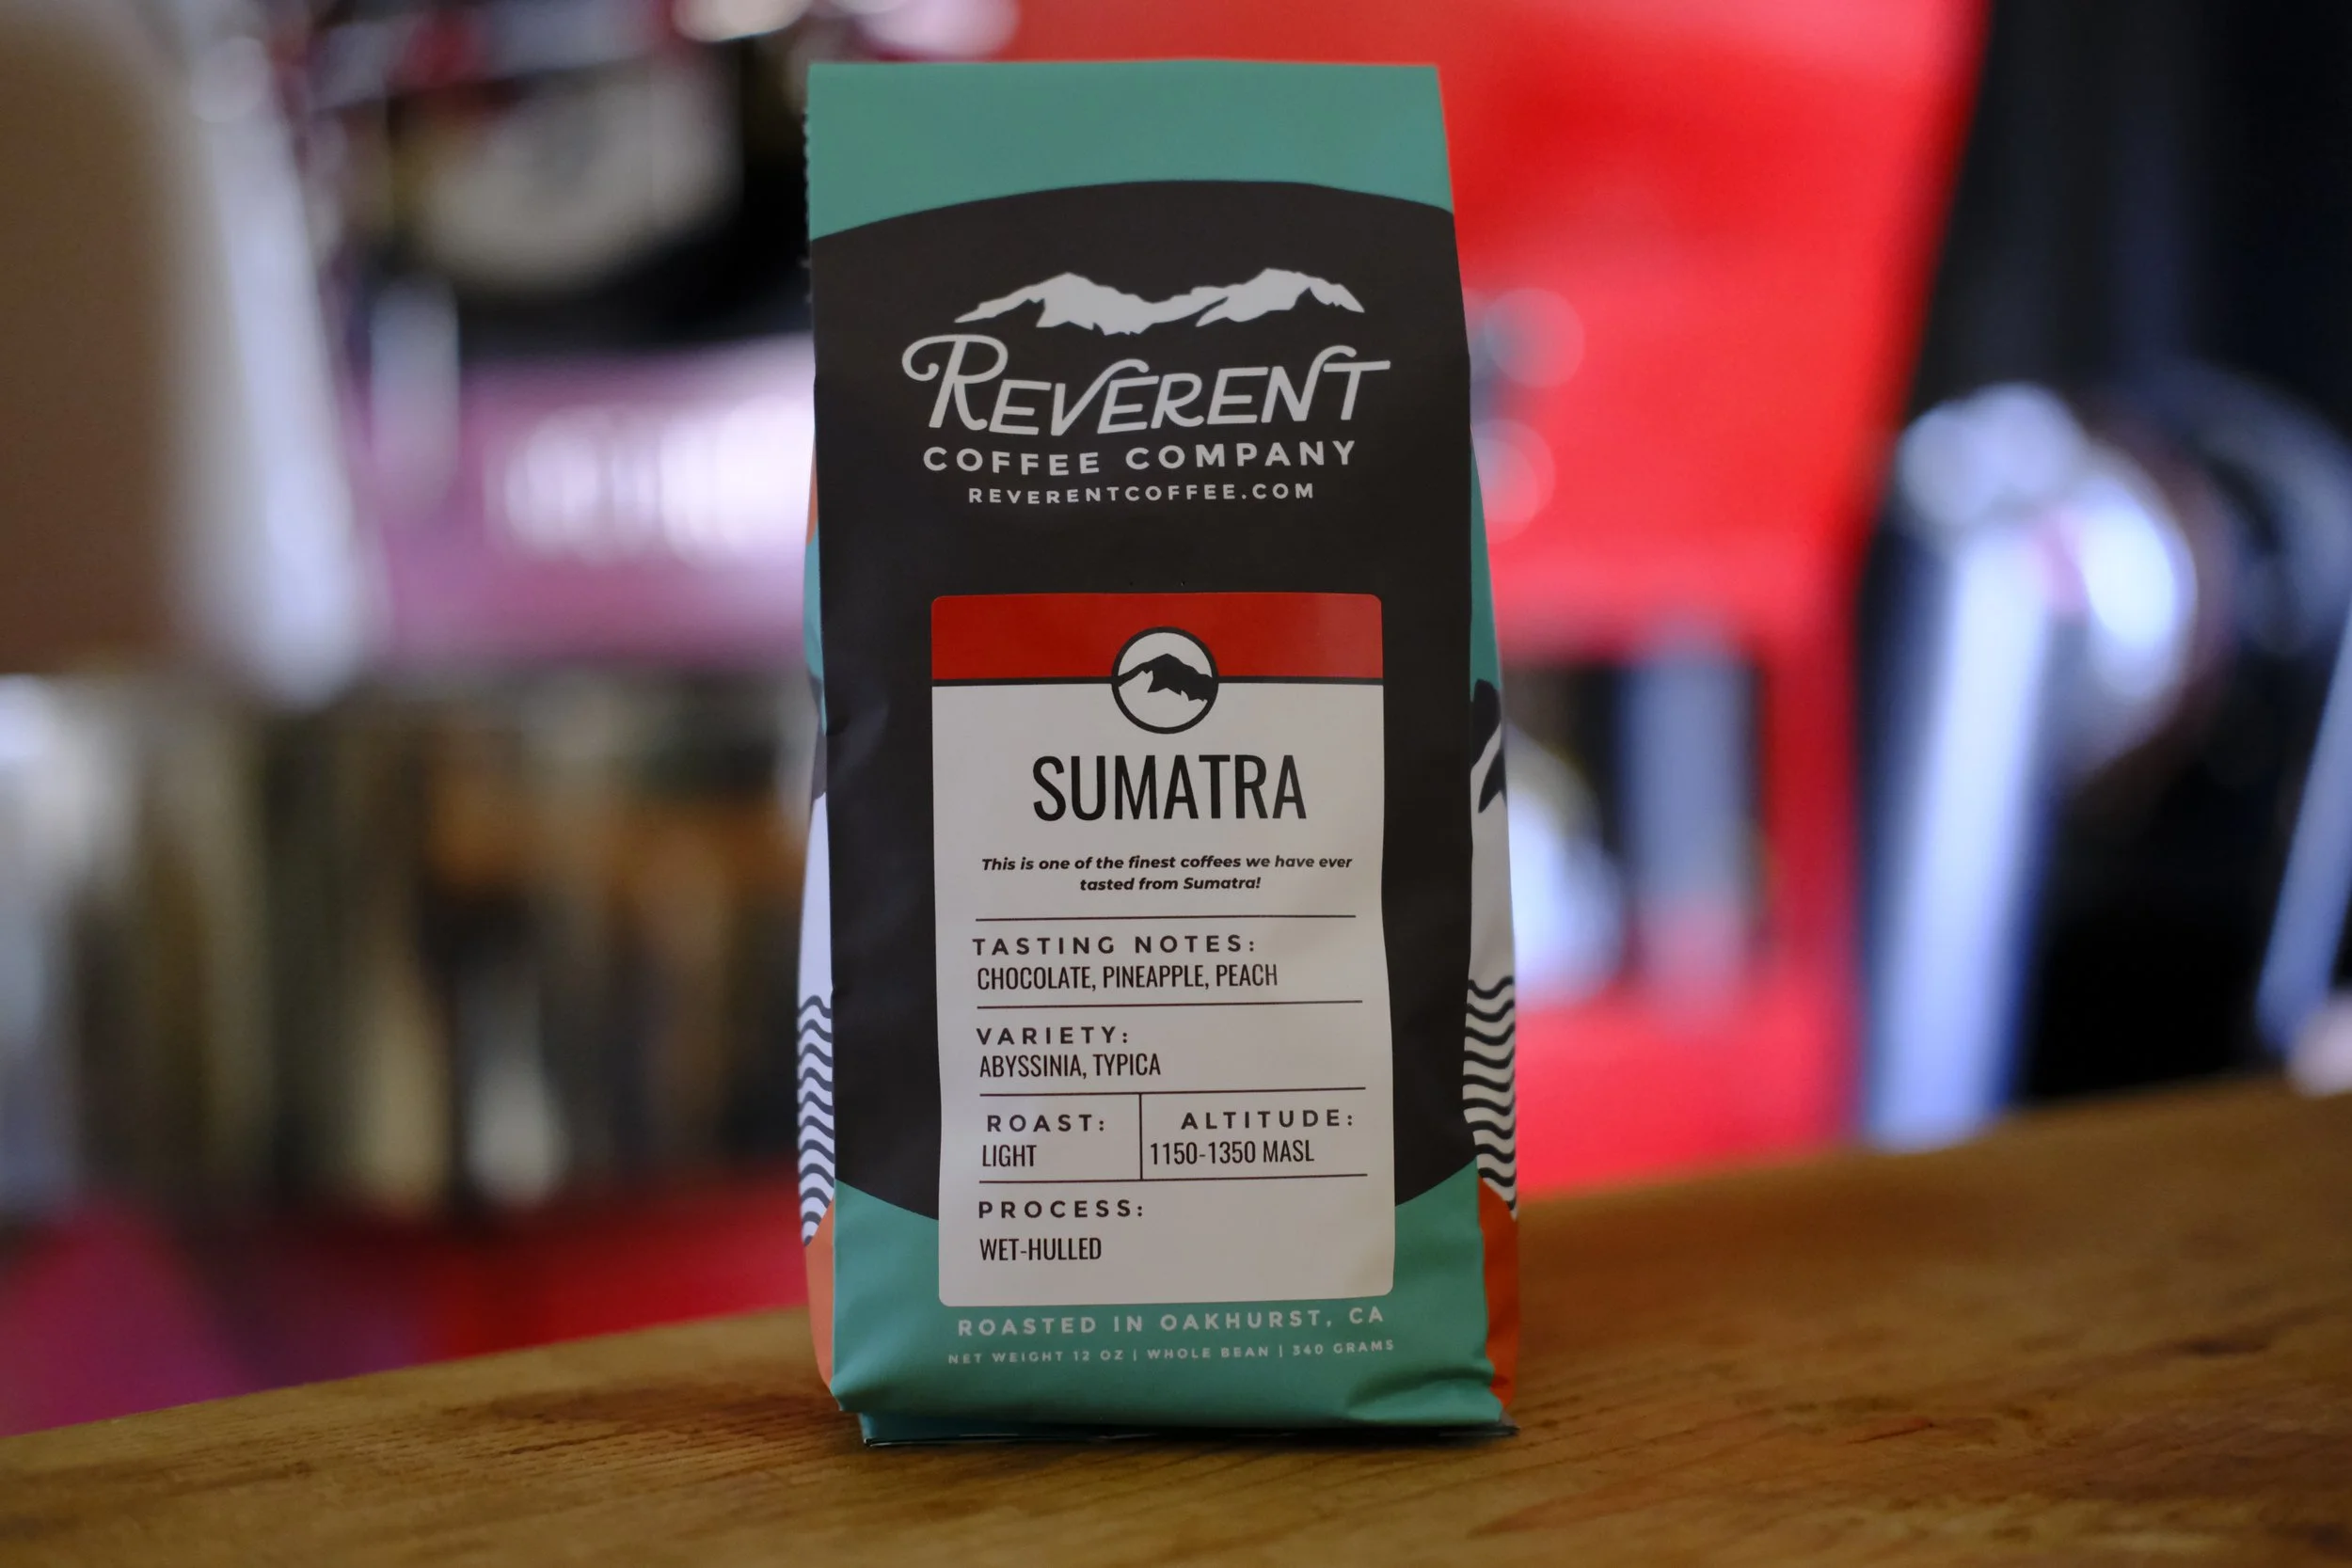 REVERENT
COFFEE COMPANY
REVERENTCOFFEE.COM
SUMATRA
This is one of the finest coffees we have ever
tasted from Sumatra!
TASTING NOTES:
CHOCOLATE, PINEAPPLE, PEACH
VARIETY:
ABYSSINIA, TYPICA
ROAST:
LIGHT
ALTITUDE:
1150-1350 MASL
PROCESS:
WET-HULLED
ROASTED IN OAKHURST, CA
NET WEIGHT 12 OZ | WHOLE BEAN | 340 GRAMS